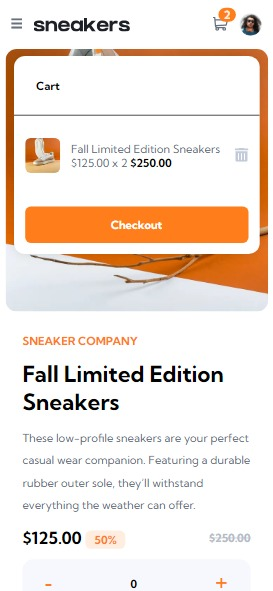 sneakers
2
Cart
Fall Limited Edition Sneakers
$125.00 x 2 $250.00
Checkout
SNEAKER COMPANY
Fall Limited Edition
Sneakers
These low-profile sneakers are your perfect
casual wear companion. Featuring a durable
rubber outer sole, they'll withstand
everything the weather can offer.
$125.00 50% $250.00
- 0 +